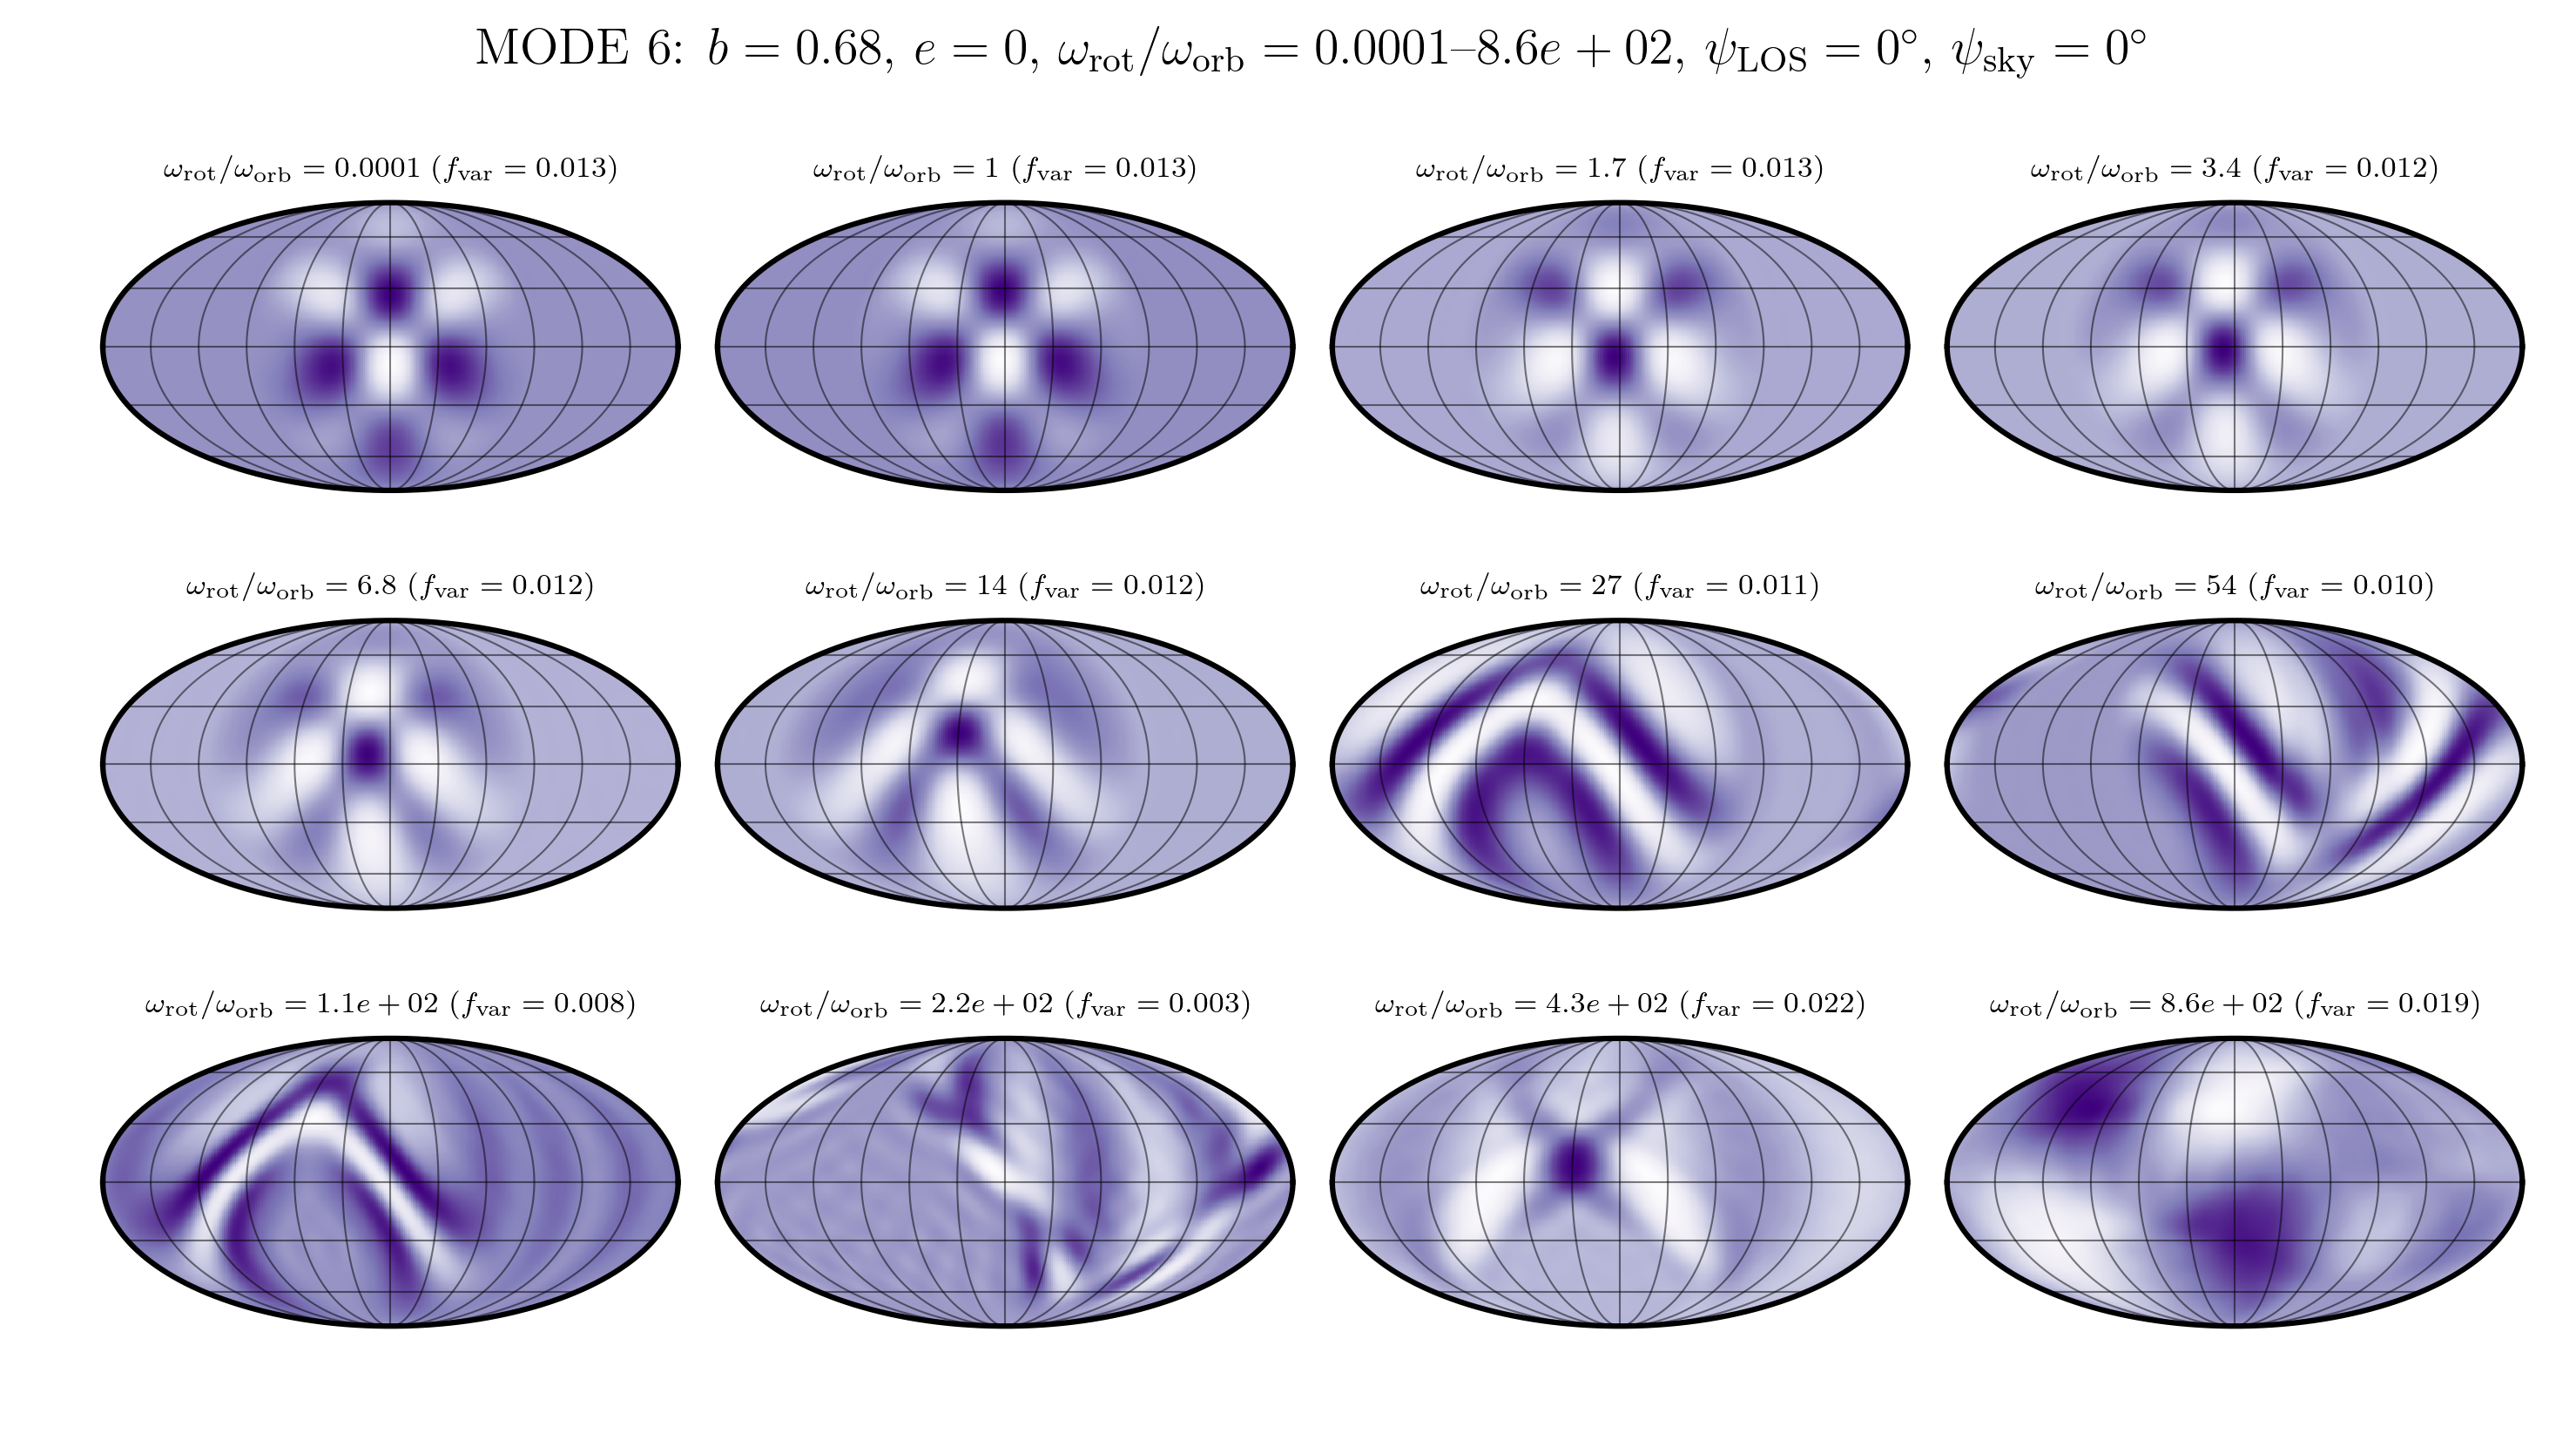 MODE 6: b = 0.68, e = 0, ω_rot/ω_orb = 0.0001–8.6e + 02, ψ_LOS = 0°, ψ_sky = 0°
ω_rot/ω_orb = 0.0001 (f_var = 0.013)
ω_rot/ω_orb = 1 (f_var = 0.013)
ω_rot/ω_orb = 1.7 (f_var = 0.013)
ω_rot/ω_orb = 3.4 (f_var = 0.012)
ω_rot/ω_orb = 6.8 (f_var = 0.012)
ω_rot/ω_orb = 14 (f_var = 0.012)
ω_rot/ω_orb = 27 (f_var = 0.011)
ω_rot/ω_orb = 54 (f_var = 0.010)
ω_rot/ω_orb = 1.1e + 02 (f_var = 0.008)
ω_rot/ω_orb = 2.2e + 02 (f_var = 0.003)
ω_rot/ω_orb = 4.3e + 02 (f_var = 0.022)
ω_rot/ω_orb = 8.6e + 02 (f_var = 0.019)